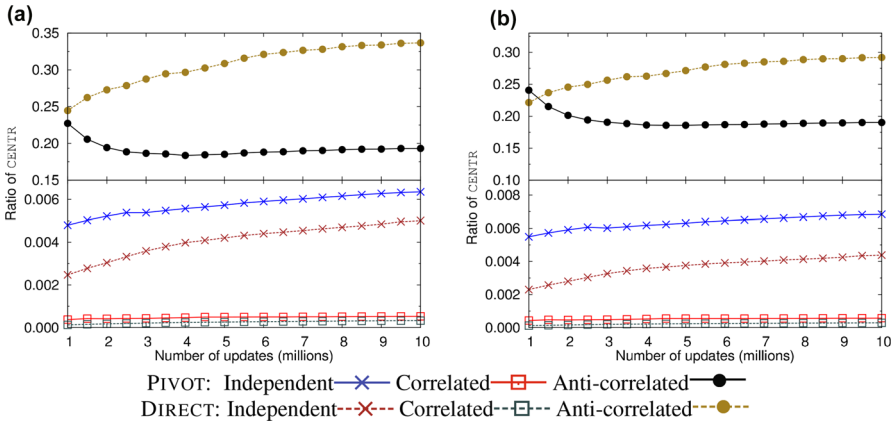 (a)
Ratio of CENTR
0.35
0.30
0.25
0.20
0.15
0.006
0.004
0.002
0.000
1 2 3 4 5 6 7 8 9 10
Number of updates (millions)
(b)
Ratio of CENTR
0.30
0.25
0.20
0.15
0.10
0.008
0.006
0.004
0.002
0.000
1 2 3 4 5 6 7 8 9 10
Number of updates (millions)
PIVOT: Independent Correlated Anti-correlated
DIRECT: Independent Correlated Anti-correlated